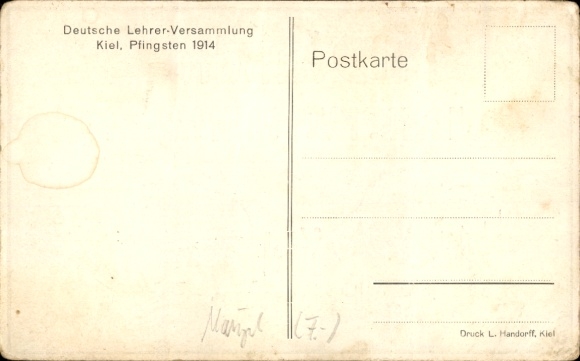 Deutsche Lehrer-Versammlung
Kiel, Pfingsten 1914
Postkarte
(7.-)
Druck L. Handorff, Kiel